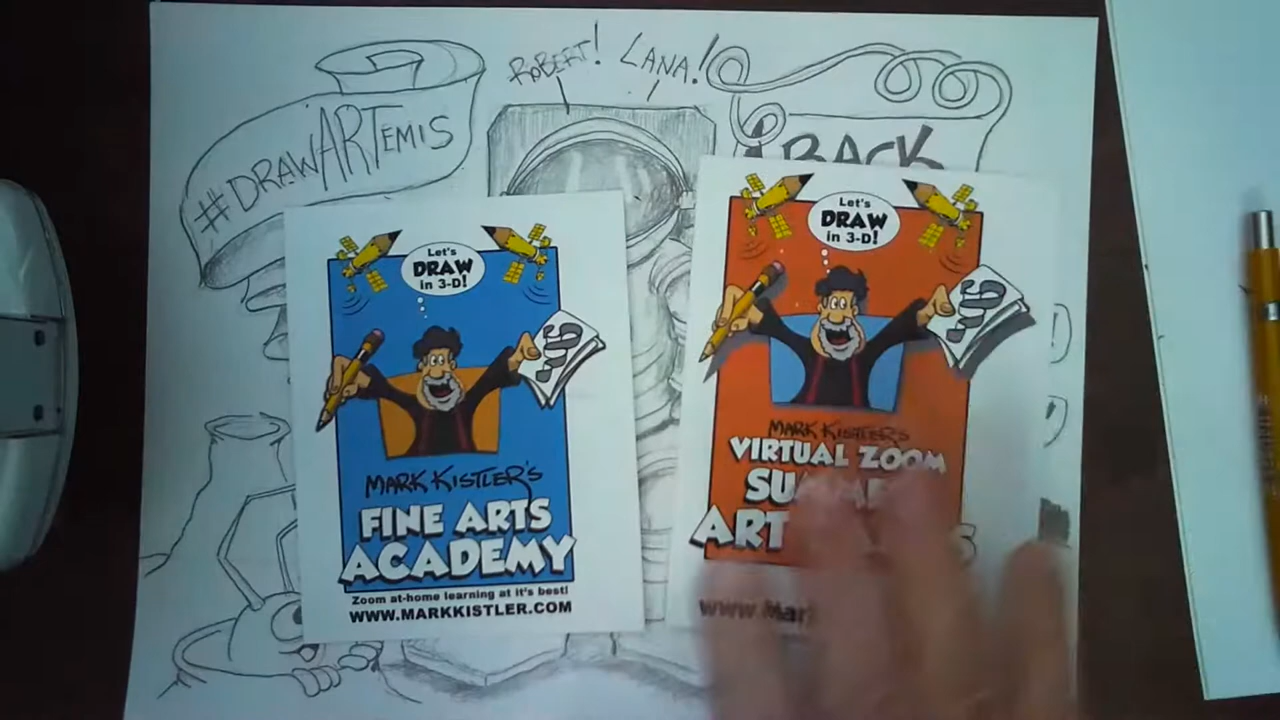 ROBERT! LANA!
#DRAWARTEMIS
BACK
Let's
DRAW
in 3-D!
MARK KISTLER'S
FINE ARTS
ACADEMY
Zoom at-home learning at it's best!
WWW.MARKKISTLER.COM
Let's
DRAW
in 3-D!
MARK KISTLER'S
VIRTUAL ZOOM
ART